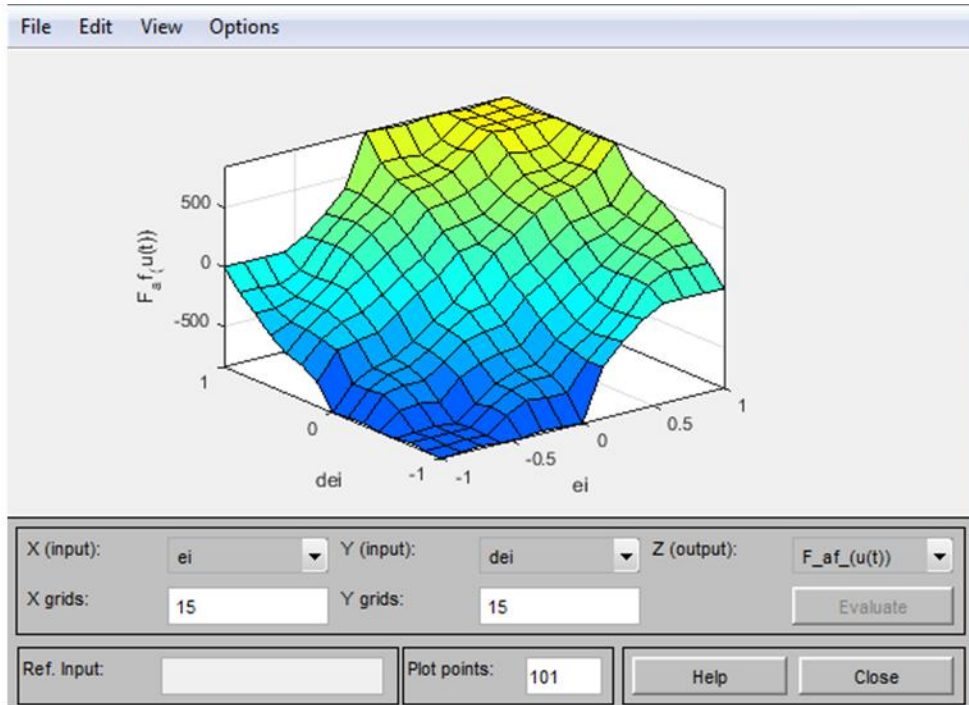 File Edit View Options
500
0
-500
F_af_(u(t))
1
0
-1
dei
-1
-0.5
0
0.5
1
ei
X (input): ei Y (input): dei Z (output): F_af_(u(t))
X grids: 15 Y grids: 15 Evaluate
Ref. Input: Plot points: 101 Help Close